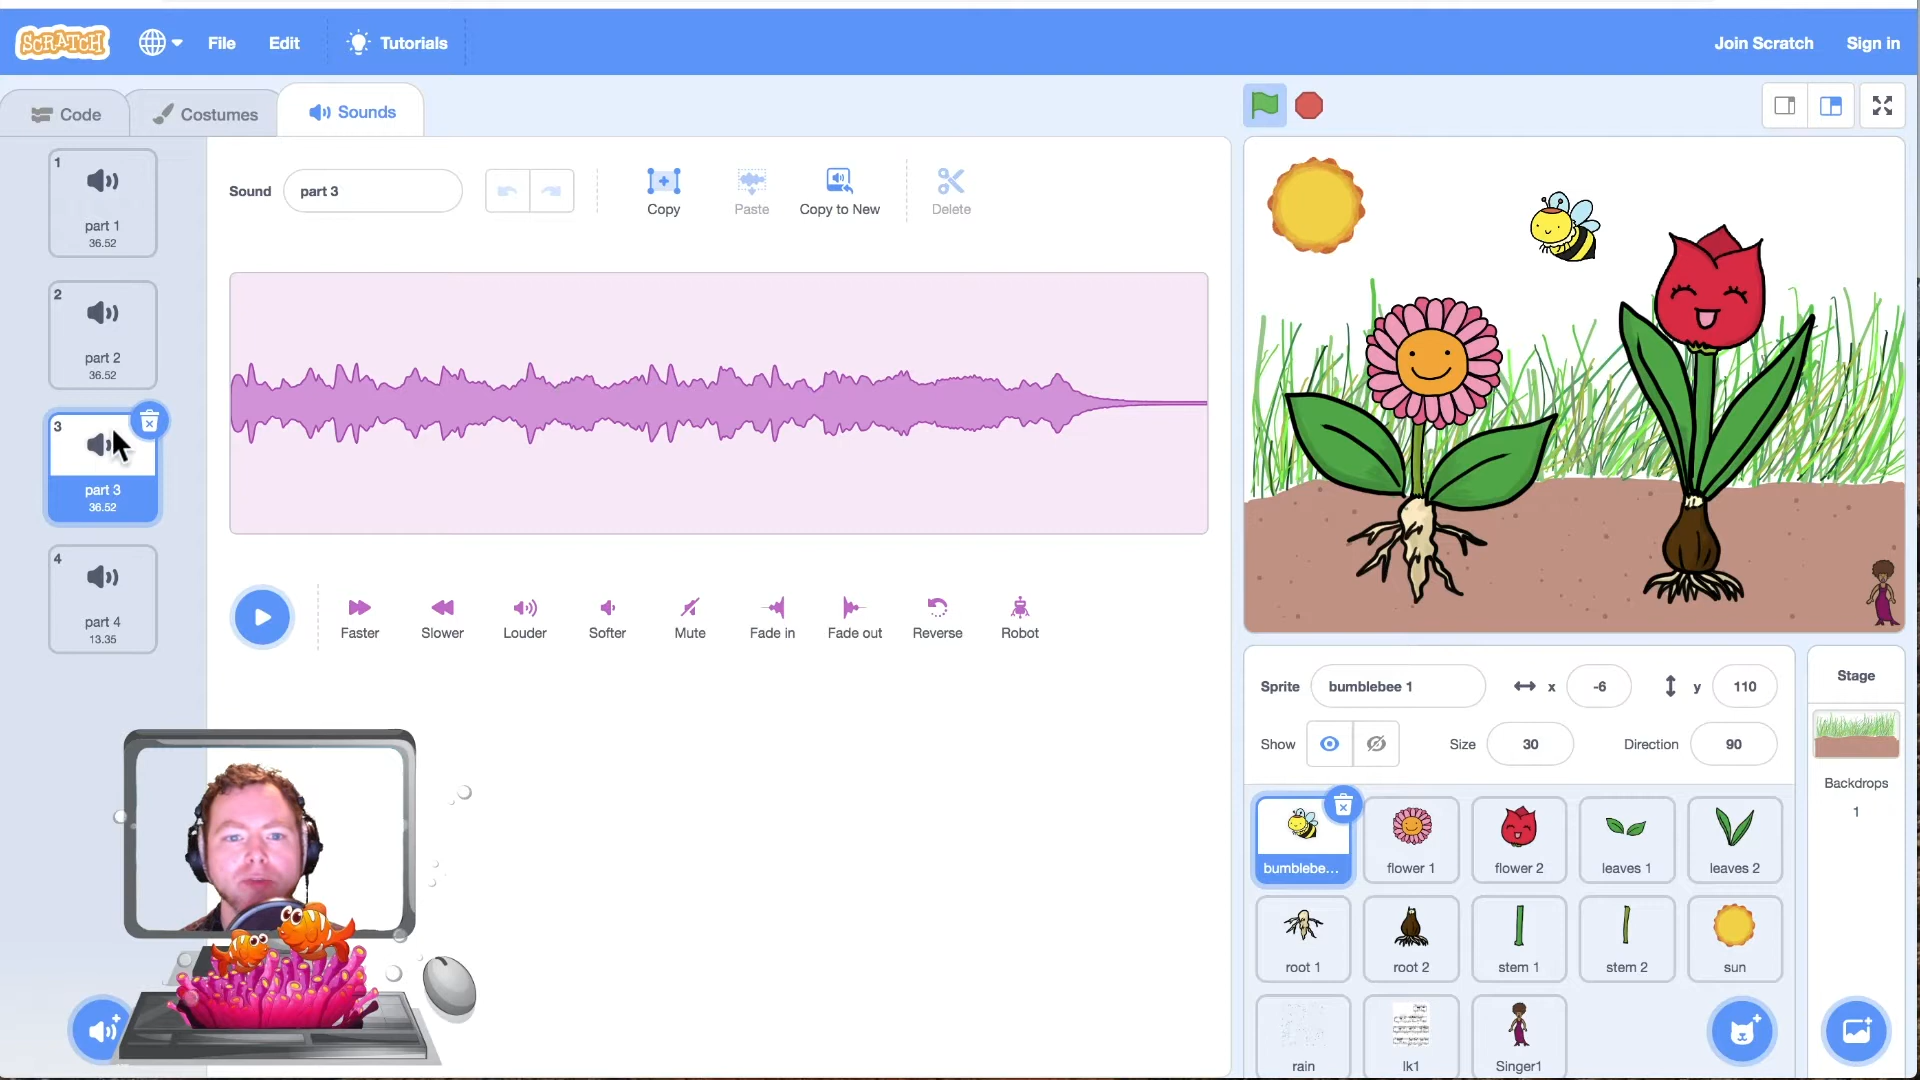 SCRATCH File Edit Tutorials Join Scratch Sign in
Code Costumes Sounds
1
part 1
36.52
2
part 2
36.52
3
part 3
36.52
4
part 4
13.35
Sound part 3 Copy Paste Copy to New Delete
Faster Slower Louder Softer Mute Fade in Fade out Reverse Robot
Sprite bumblebee 1 x -6 y 110
Show Size 30 Direction 90
Stage
Backdrops
1
bumblebe... flower 1 flower 2 leaves 1 leaves 2
root 1 root 2 stem 1 stem 2 sun
rain lk1 Singer1